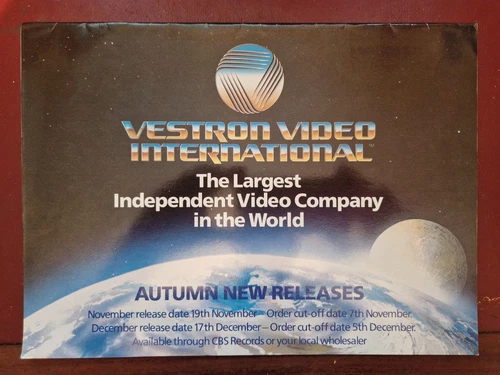 VESTRON VIDEO
INTERNATIONAL™
The Largest
Independent Video Company
in the World
AUTUMN NEW RELEASES
November release date 19th November – Order cut-off date 7th November.
December release date 17th December – Order cut-off date 5th December.
Available through CBS Records or your local wholesaler